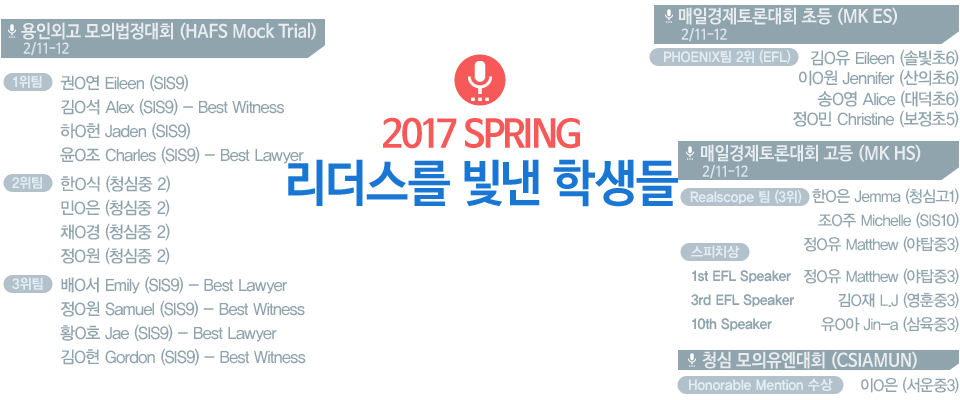 용인외고 모의법정대회 (HAFS Mock Trial)
2/11-12
1위팀 권O연 Eileen (SIS9)
김O석 Alex (SIS9) - Best Witness
하O헌 Jaden (SIS9)
윤O조 Charles (SIS9) - Best Lawyer
2위팀 한O식 (청심중 2)
민O은 (청심중 2)
채O경 (청심중 2)
정O원 (청심중 2)
3위팀 배O서 Emily (SIS9) - Best Lawyer
정O원 Samuel (SIS9) - Best Witness
황O호 Jae (SIS9) - Best Lawyer
김O현 Gordon (SIS9) - Best Witness
2017 SPRING
리더스를 빛낸 학생들
매일경제토론대회 초등 (MK ES)
2/11-12
PHOENIX팀 2위 (EFL) 김O유 Eileen (솔빛초6)
이O원 Jennifer (산의초6)
송O영 Alice (대덕초6)
정O민 Christine (보정초5)
매일경제토론대회 고등 (MK HS)
2/11-12
Realscope 팀 (3위) 한O은 Jemma (청심고1)
조O주 Michelle (SIS10)
정O유 Matthew (야탑중3)
스피치상
1st EFL Speaker 정O유 Matthew (야탑중3)
3rd EFL Speaker 김O재 L.J (영훈중3)
10th Speaker 유O아 Jin-a (삼육중3)
청심 모의유엔대회 (CSIAMUN)
Honorable Mention 수상 이O은 (서운중3)